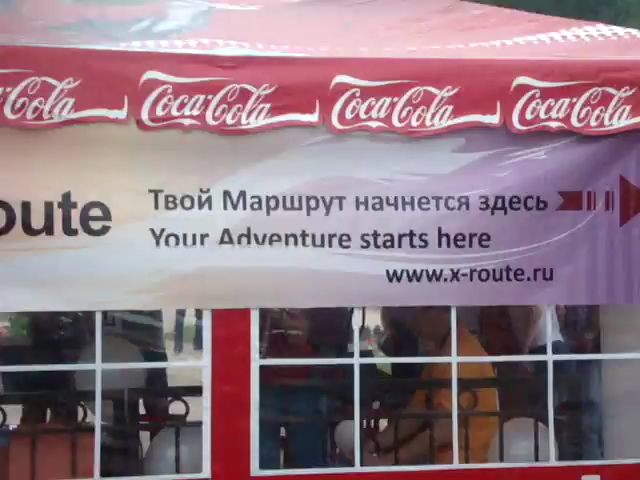 Coca-Cola Coca-Cola Coca-Cola Coca-Cola
oute
Твой Маршрут начнется здесь
Your Adventure starts here
www.x-route.ru